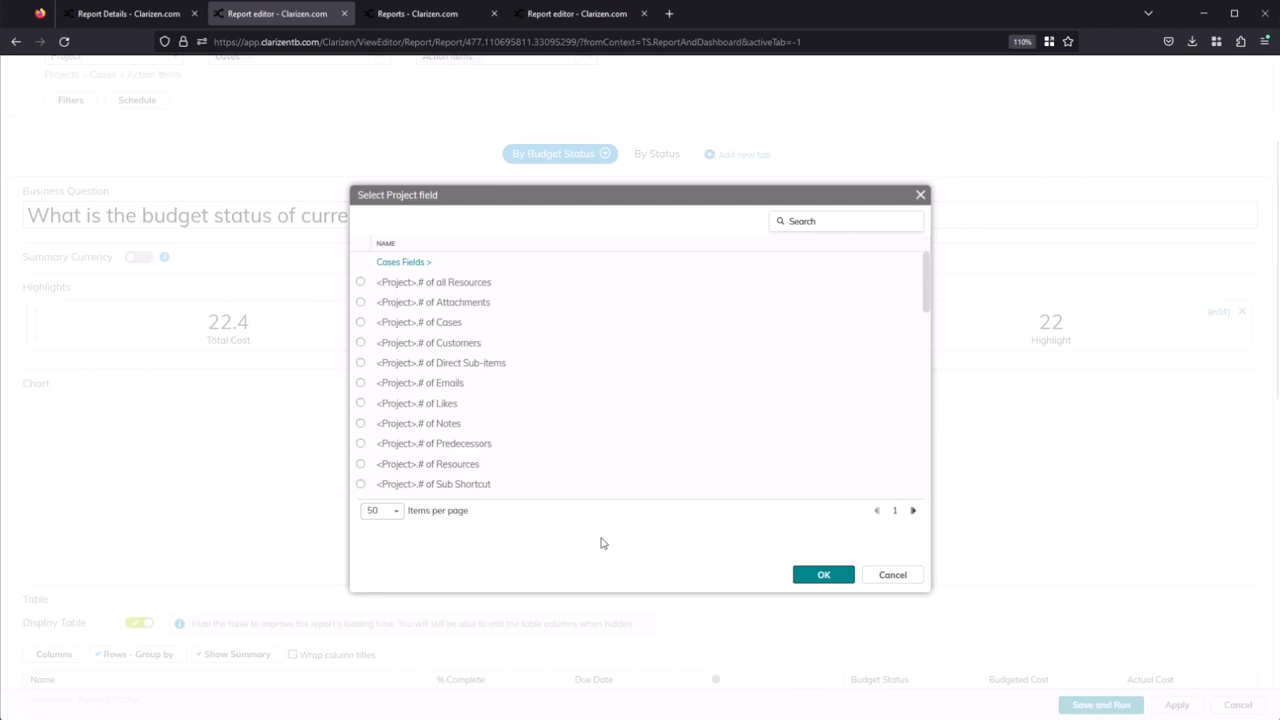 Report Details - Clarizen.com
Report editor - Clarizen.com
Reports - Clarizen.com
Report editor - Clarizen.com
https://app.clarizentb.com/Clarizen/ViewEditor/Report/Report/477.110695811.33095299/?fromContext=TS.ReportAndDashboard&activeTab=-1
110%
Project
Cases
Action Items
Projects > Cases > Action Items
Filters
Schedule
By Budget Status
By Status
Add new tab
Business Question
What is the budget status of curre
Summary Currency
Highlights
22.4
Total Cost
(edit)
22
Highlight
Chart
Select Project field
Search
NAME
Cases Fields >
<Project>.# of all Resources
<Project>.# of Attachments
<Project>.# of Cases
<Project>.# of Customers
<Project>.# of Direct Sub-items
<Project>.# of Emails
<Project>.# of Likes
<Project>.# of Notes
<Project>.# of Predecessors
<Project>.# of Resources
<Project>.# of Sub Shortcut
50
Items per page
1
OK
Cancel
Table
Display Table
Hide the table to improve the report's loading time. You will still be able to edit the table columns when hidden
Columns
Rows - Group by
Show Summary
Wrap column titles
Name
% Complete
Due Date
Budget Status
Budgeted Cost
Actual Cost
Save and Run
Apply
Cancel